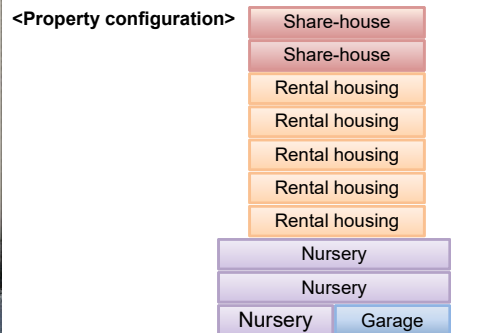 <Property configuration>
Share-house
Share-house
Rental housing
Rental housing
Rental housing
Rental housing
Rental housing
Nursery
Nursery
Nursery Garage